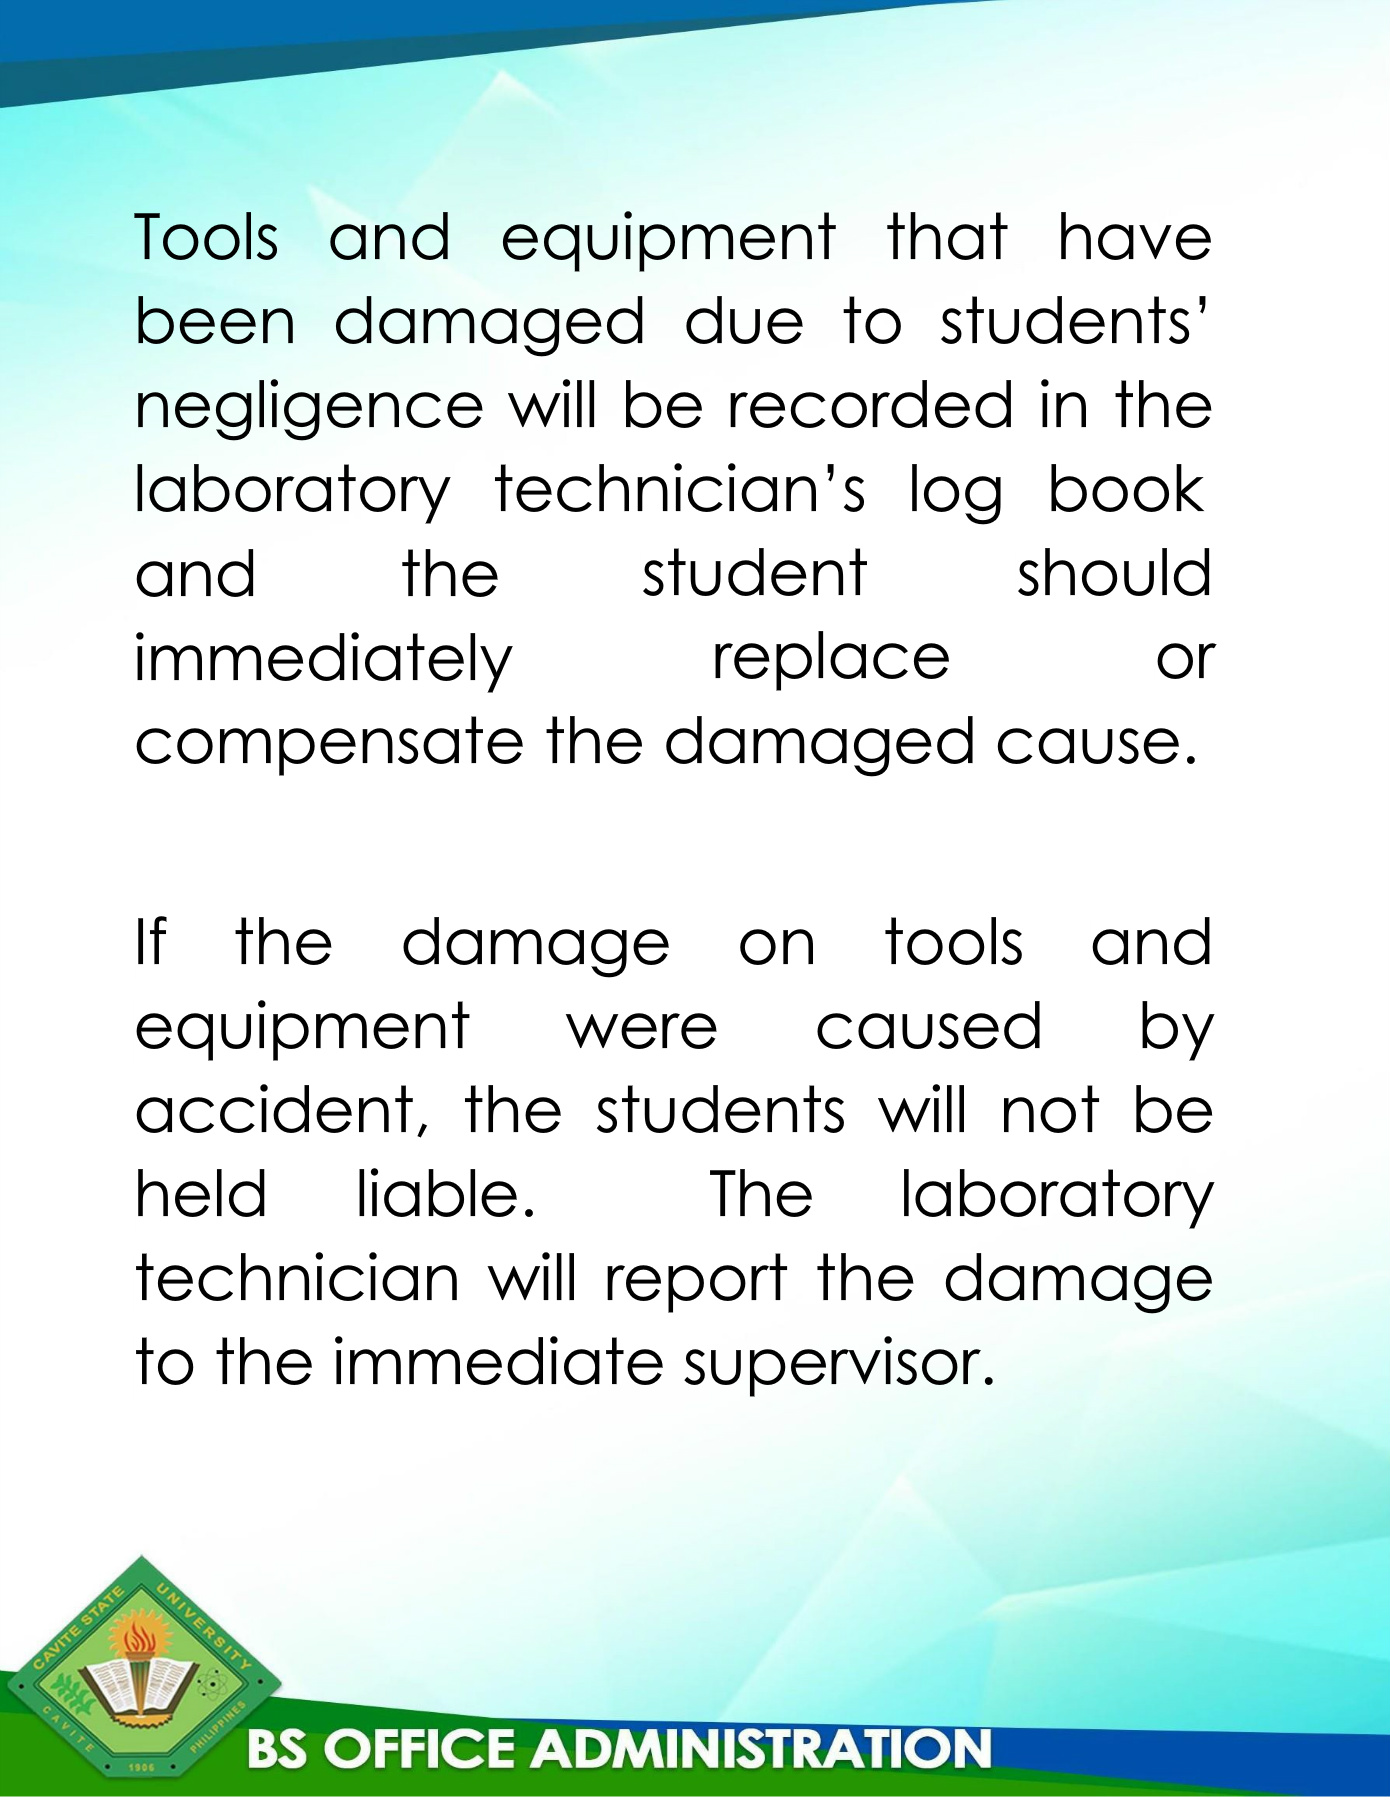 Tools and equipment that have
been damaged due to students’
negligence will be recorded in the
laboratory technician’s log book
and the student should
immediately replace or
compensate the damaged cause.
If the damage on tools and
equipment were caused by
accident, the students will not be
held liable. The laboratory
technician will report the damage
to the immediate supervisor.
CAVITE STATE UNIVERSITY
CAVITE PHILIPPINES
1906
BS OFFICE ADMINISTRATION